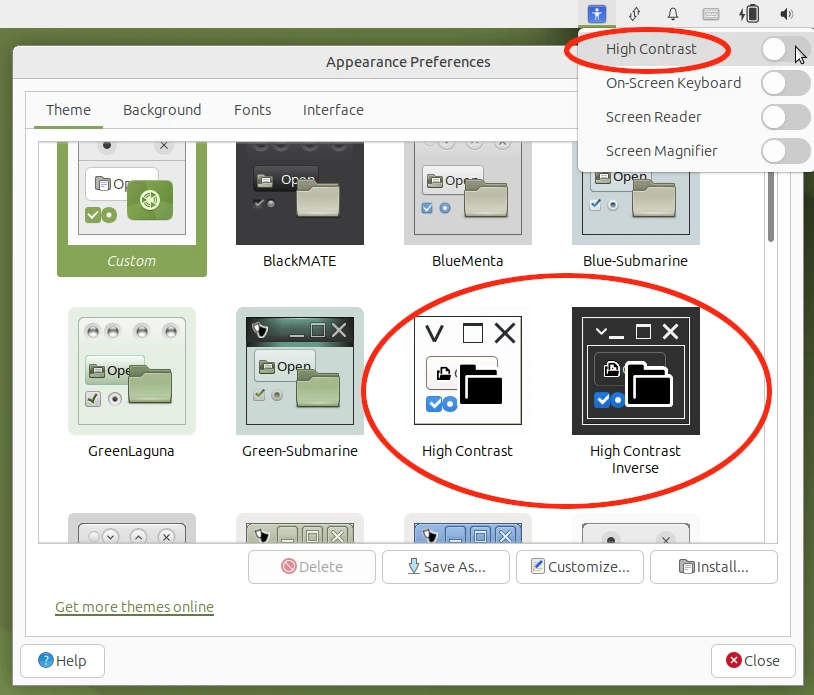 High Contrast
On-Screen Keyboard
Screen Reader
Screen Magnifier
Appearance Preferences
Theme Background Fonts Interface
Open Open Open
Custom BlackMATE BlueMenta Blue-Submarine
Open Open
GreenLaguna Green-Submarine High Contrast High Contrast
Inverse
Delete Save As... Customize... Install...
Get more themes online
Help Close